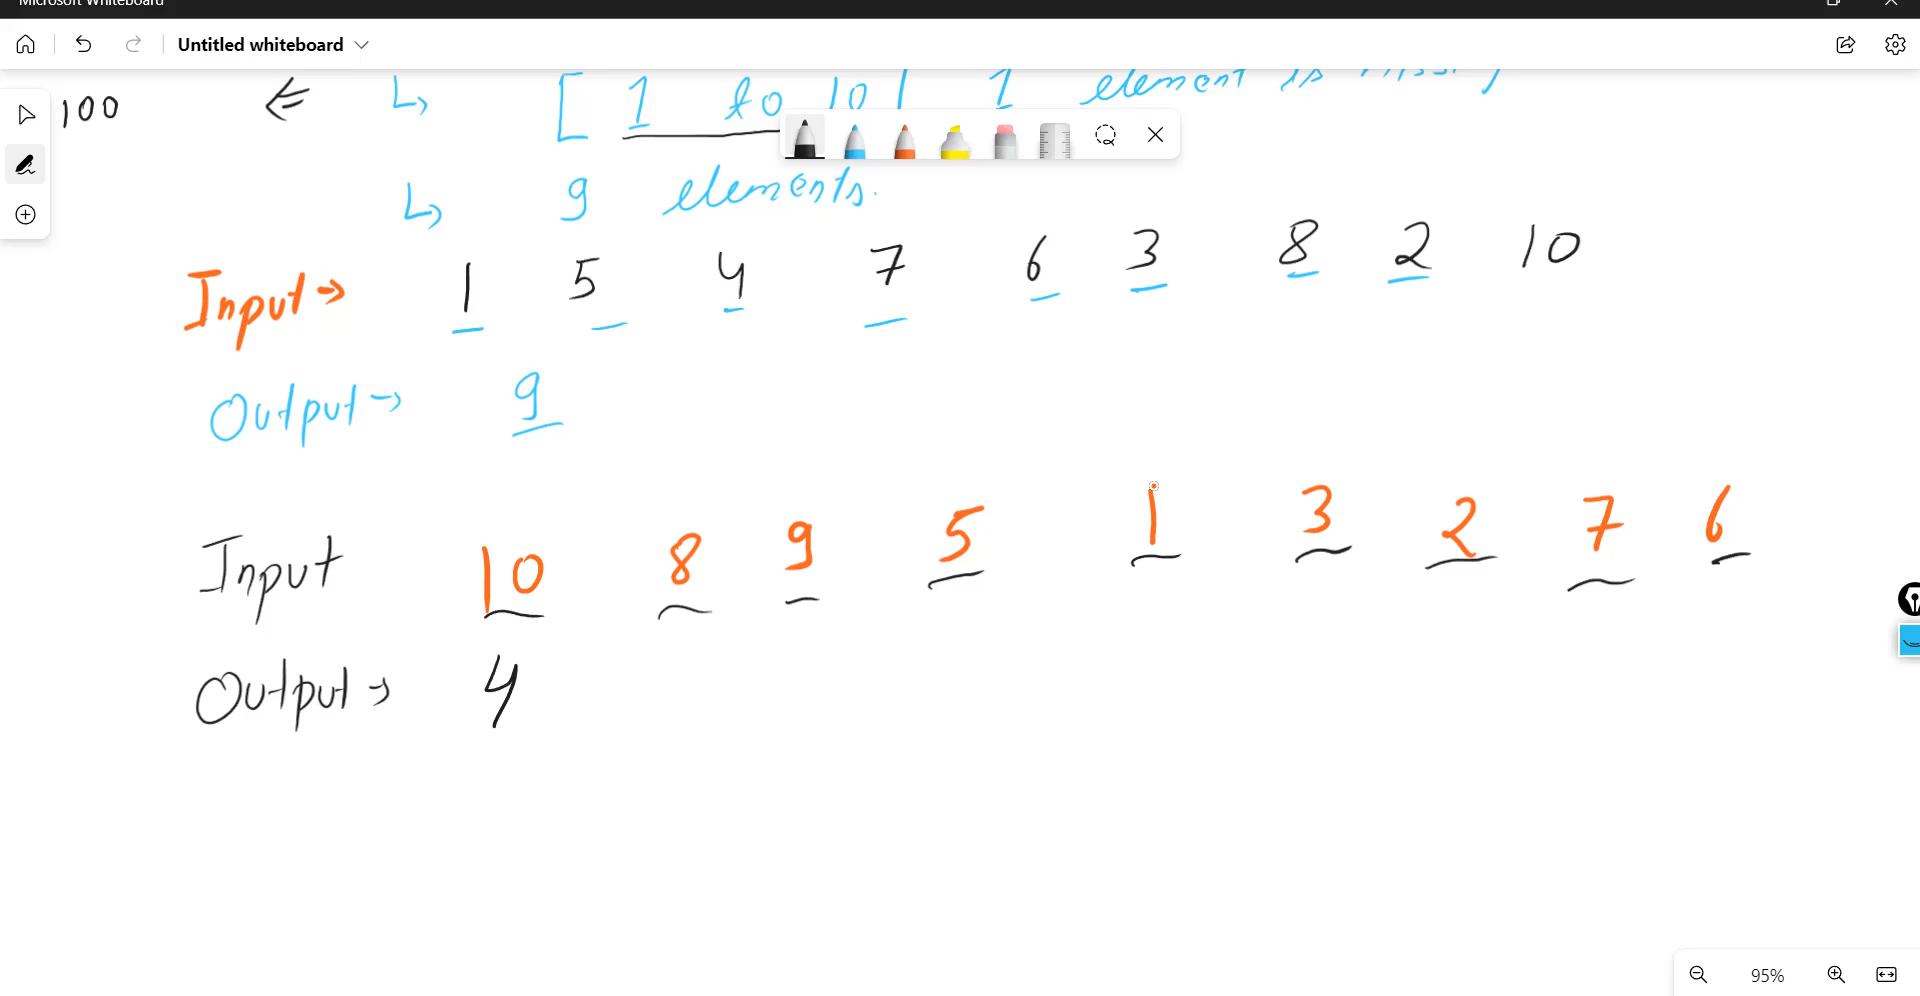 Microsoft Whiteboard
Untitled whiteboard
100 ⇐ ↳ [ 1 to 10 ] 1 element is missing
↳ 9 elements.
Input → 1 5 4 7 6 3 8 2 10
Output → 9
Input 10 8 9 5 1 3 2 7 6
Output → 4
95%